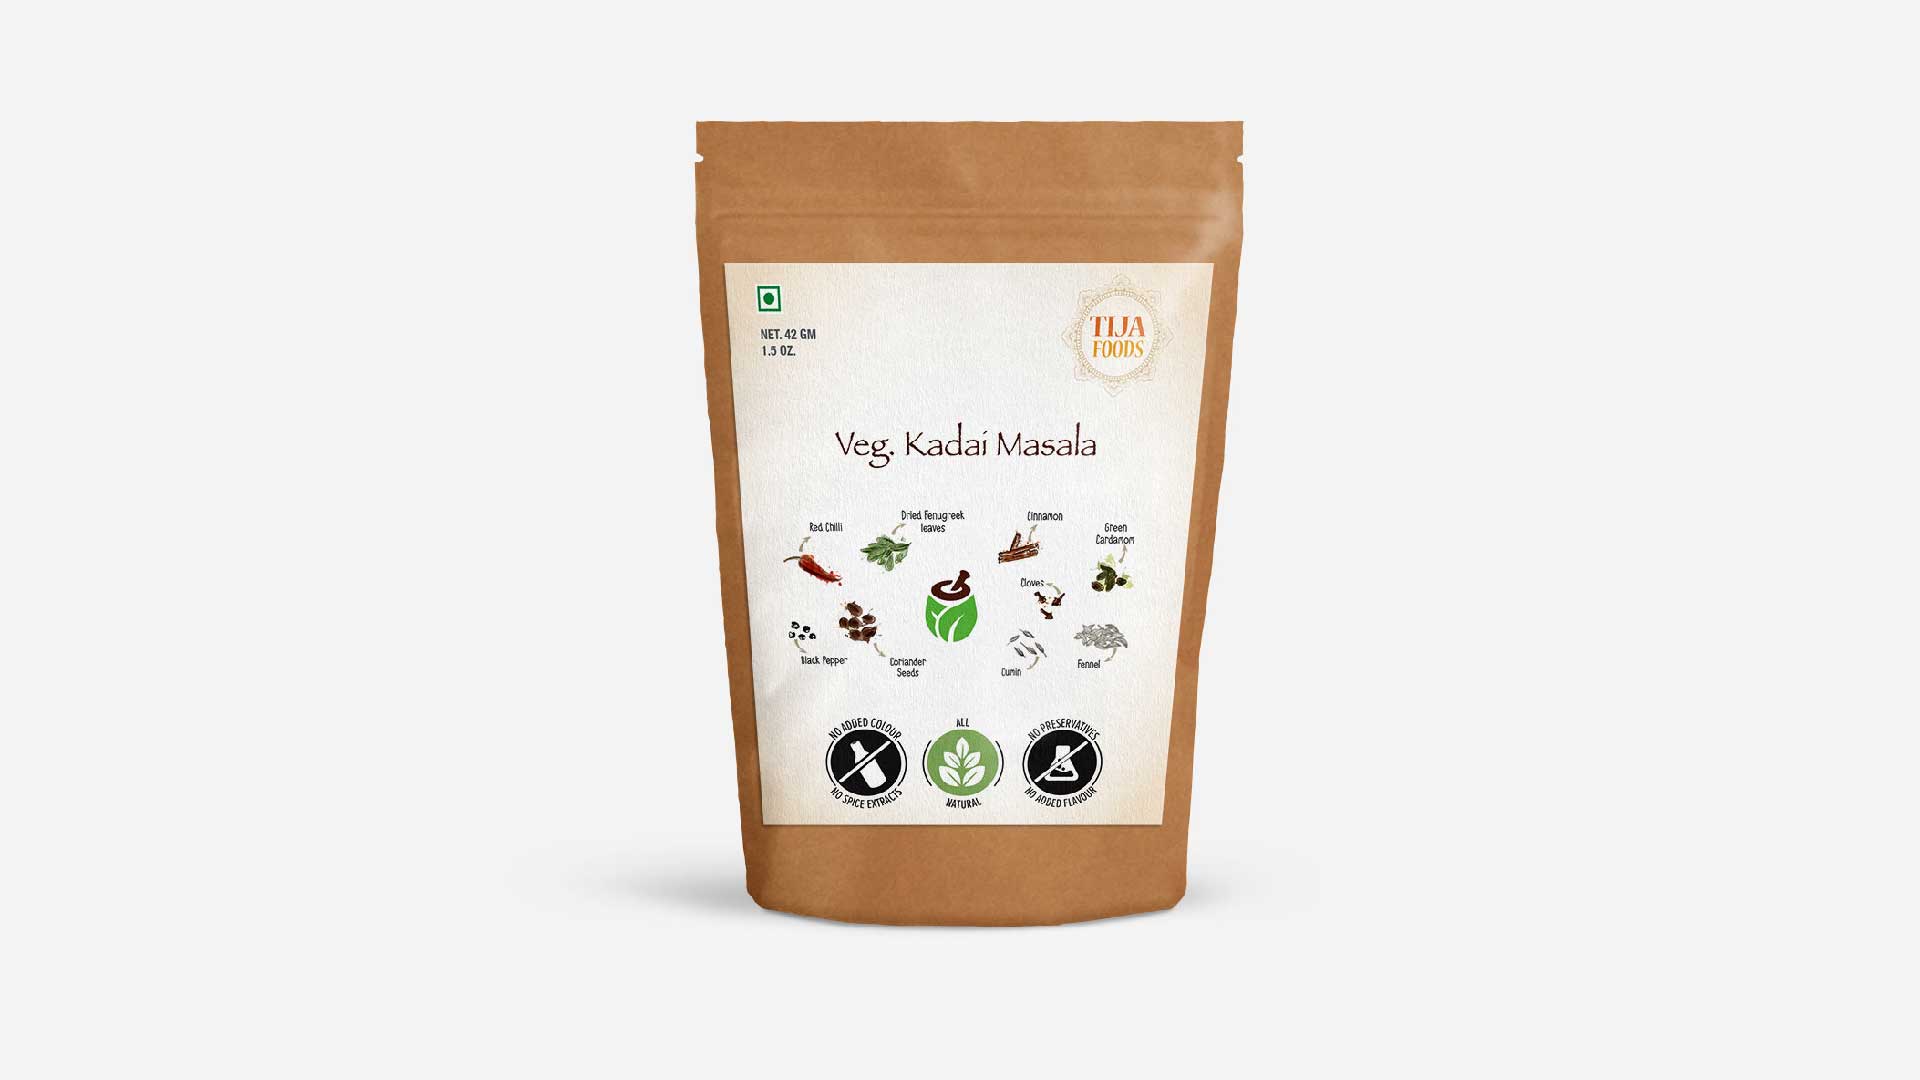 NET. 42 GM
1.5 OZ.
TIJA
FOODS
Veg. Kadai Masala
Red Chilli
Dried Fenugreek
leaves
Cinnamon
Green
Cardamom
Cloves
Black Pepper
Coriander
Seeds
Cumin
Fennel
NO ADDED COLOUR
NO SPICE EXTRACTS
ALL
NATURAL
NO PRESERVATIVES
NO ADDED FLAVOUR